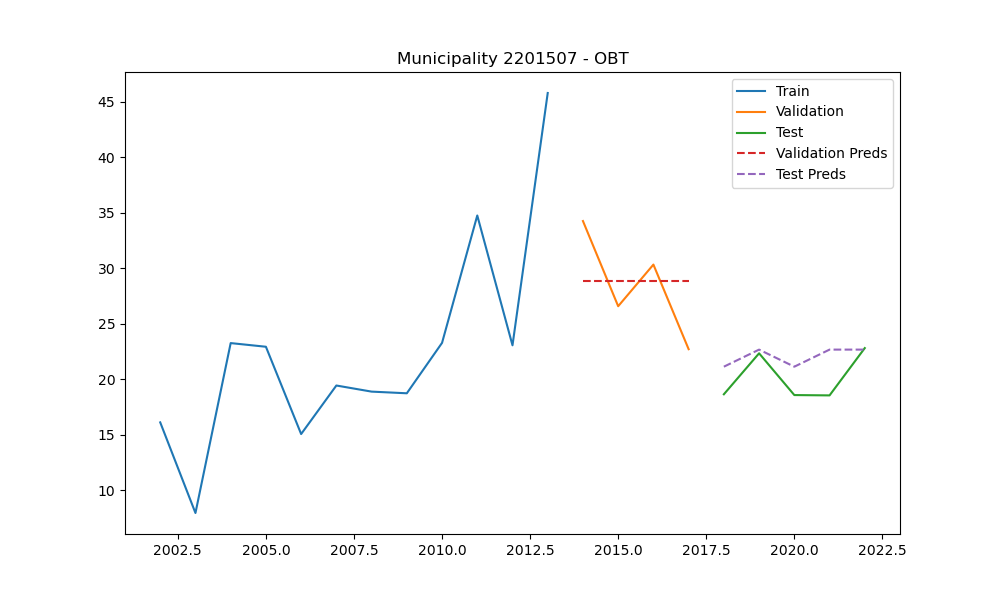 Municipality 2201507 - OBT
Train
Validation
Test
Validation Preds
Test Preds
45
40
35
30
25
20
15
10
2002.5 2005.0 2007.5 2010.0 2012.5 2015.0 2017.5 2020.0 2022.5